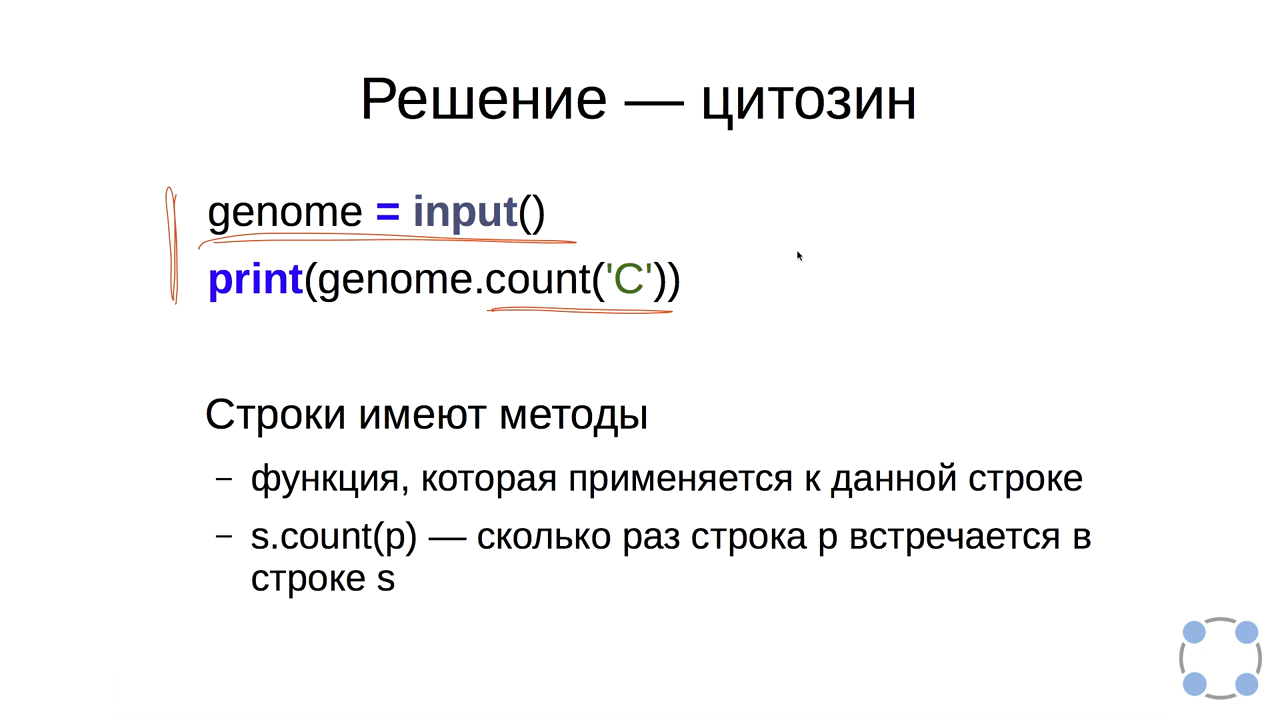 Решение — цитозин
genome = input()
print(genome.count('C'))
Строки имеют методы
– функция, которая применяется к данной строке
– s.count(p) — сколько раз строка p встречается в
строке s